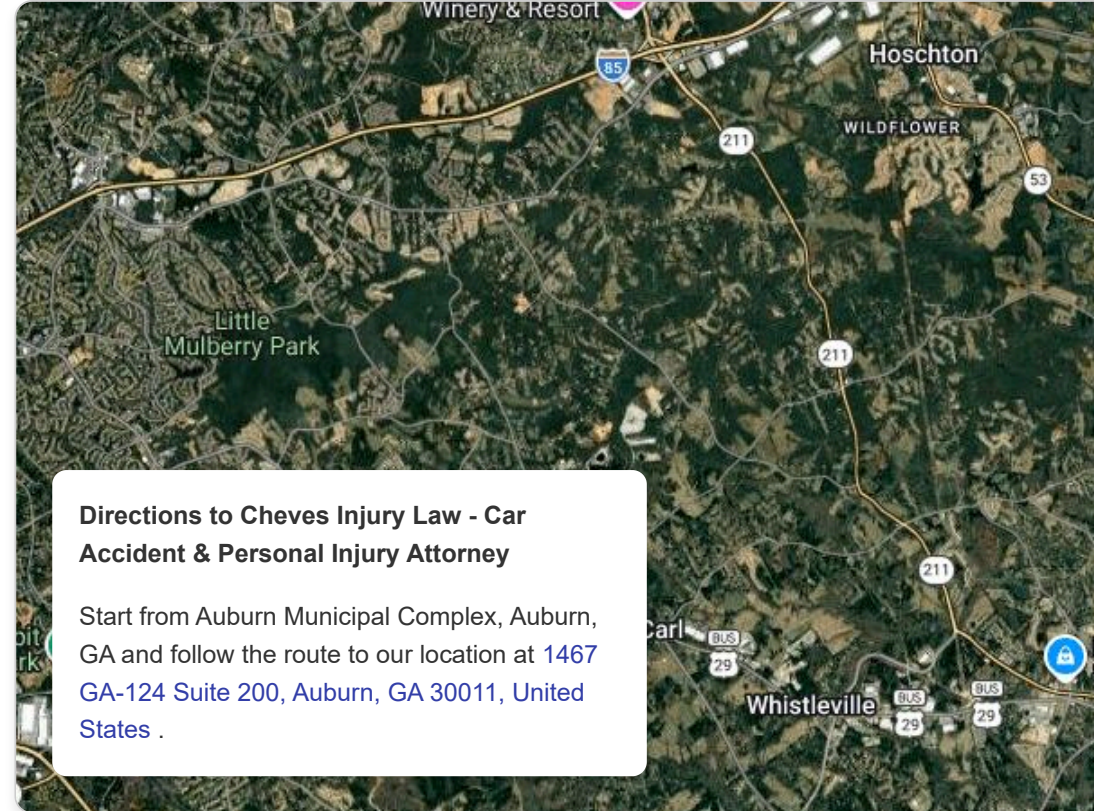 Winery & Resort
85
Hoschton
211
WILDFLOWER
53
Little
Mulberry Park
211
Directions to Cheves Injury Law - Car
Accident & Personal Injury Attorney
Start from Auburn Municipal Complex, Auburn,
GA and follow the route to our location at 1467
GA-124 Suite 200, Auburn, GA 30011, United
States .
211
Carl
BUS
29
Whistleville
BUS
29
BUS
29